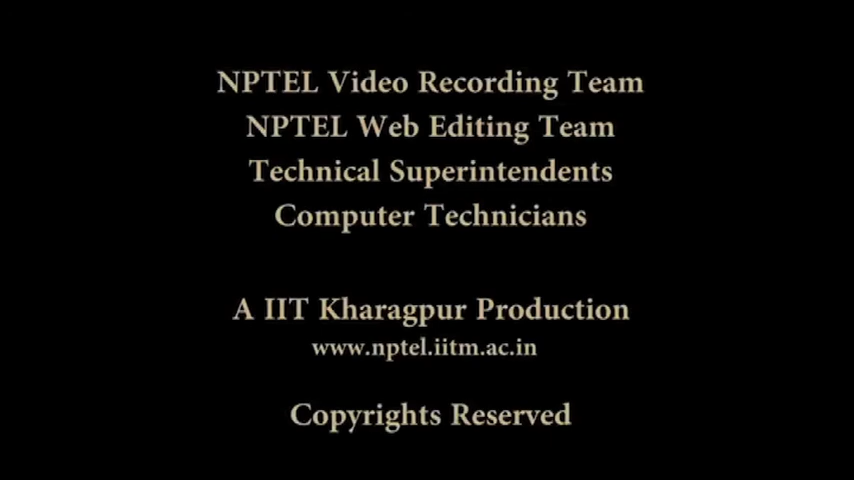 NPTEL Video Recording Team
NPTEL Web Editing Team
Technical Superintendents
Computer Technicians
A IIT Kharagpur Production
www.nptel.iitm.ac.in
Copyrights Reserved